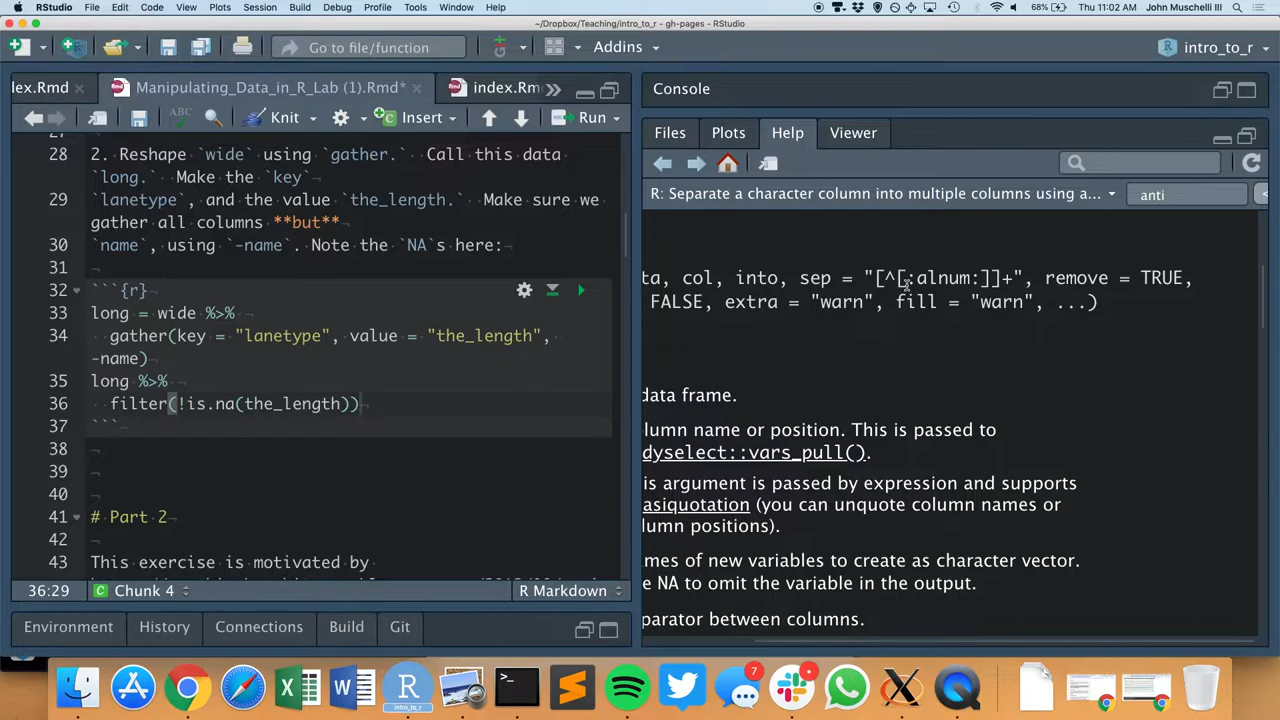 RStudio File Edit Code View Plots Session Build Debug Profile Tools Window Help 68% Thu 11:02 AM John Muschelli III
~/Dropbox/Teaching/intro_to_r - gh-pages - RStudio
Go to file/function Addins intro_to_r
lex.Rmd Manipulating_Data_in_R_Lab (1).Rmd* index.Rm
ABC Knit Insert Run
27
28 2. Reshape `wide` using `gather.` Call this data
`long.` Make the `key`
29 `lanetype`, and the value `the_length.` Make sure we
gather all columns **but**
30 `name`, using `-name`. Note the `NA`s here:
31
32 ```{r}
33 long = wide %>%
34 gather(key = "lanetype", value = "the_length",
-name)
35 long %>%
36 filter(!is.na(the_length))
37 ```
38
39
40
41 # Part 2
42
43 This exercise is motivated by
36:29 Chunk 4 R Markdown
Environment History Connections Build Git
Console
Files Plots Help Viewer
R: Separate a character column into multiple columns using a... anti
ta, col, into, sep = "[^[:alnum:]]+", remove = TRUE,
FALSE, extra = "warn", fill = "warn", ...)
data frame.
lumn name or position. This is passed to
dyselect::vars_pull().
is argument is passed by expression and supports
asiquotation (you can unquote column names or
lumn positions).
mes of new variables to create as character vector.
e NA to omit the variable in the output.
parator between columns.
R
intro_to_r
7